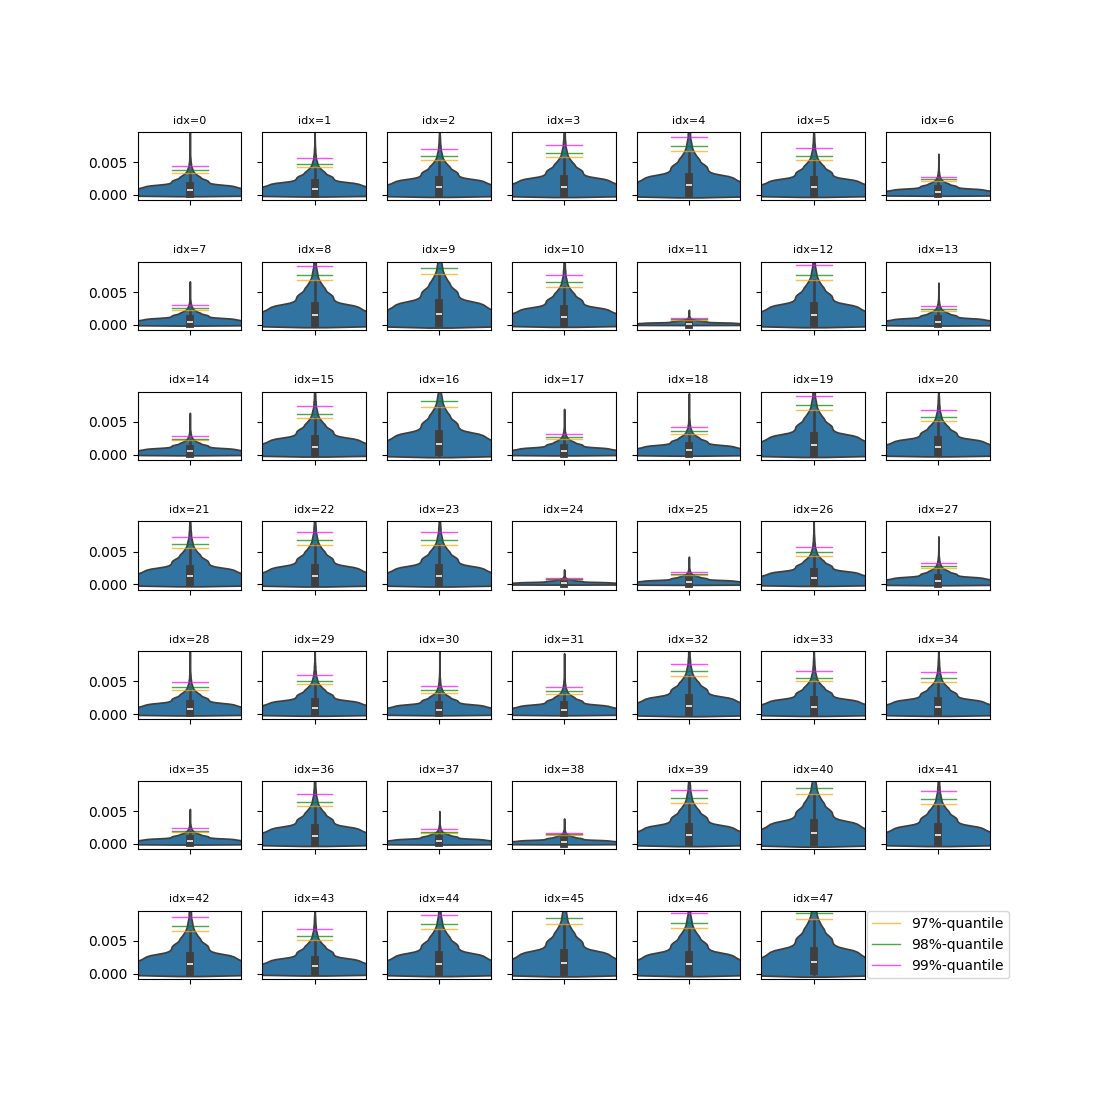 idx=0 idx=1 idx=2 idx=3 idx=4 idx=5 idx=6
0.005
0.000
idx=7 idx=8 idx=9 idx=10 idx=11 idx=12 idx=13
0.005
0.000
idx=14 idx=15 idx=16 idx=17 idx=18 idx=19 idx=20
0.005
0.000
idx=21 idx=22 idx=23 idx=24 idx=25 idx=26 idx=27
0.005
0.000
idx=28 idx=29 idx=30 idx=31 idx=32 idx=33 idx=34
0.005
0.000
idx=35 idx=36 idx=37 idx=38 idx=39 idx=40 idx=41
0.005
0.000
idx=42 idx=43 idx=44 idx=45 idx=46 idx=47
0.005
0.000
97%-quantile
98%-quantile
99%-quantile